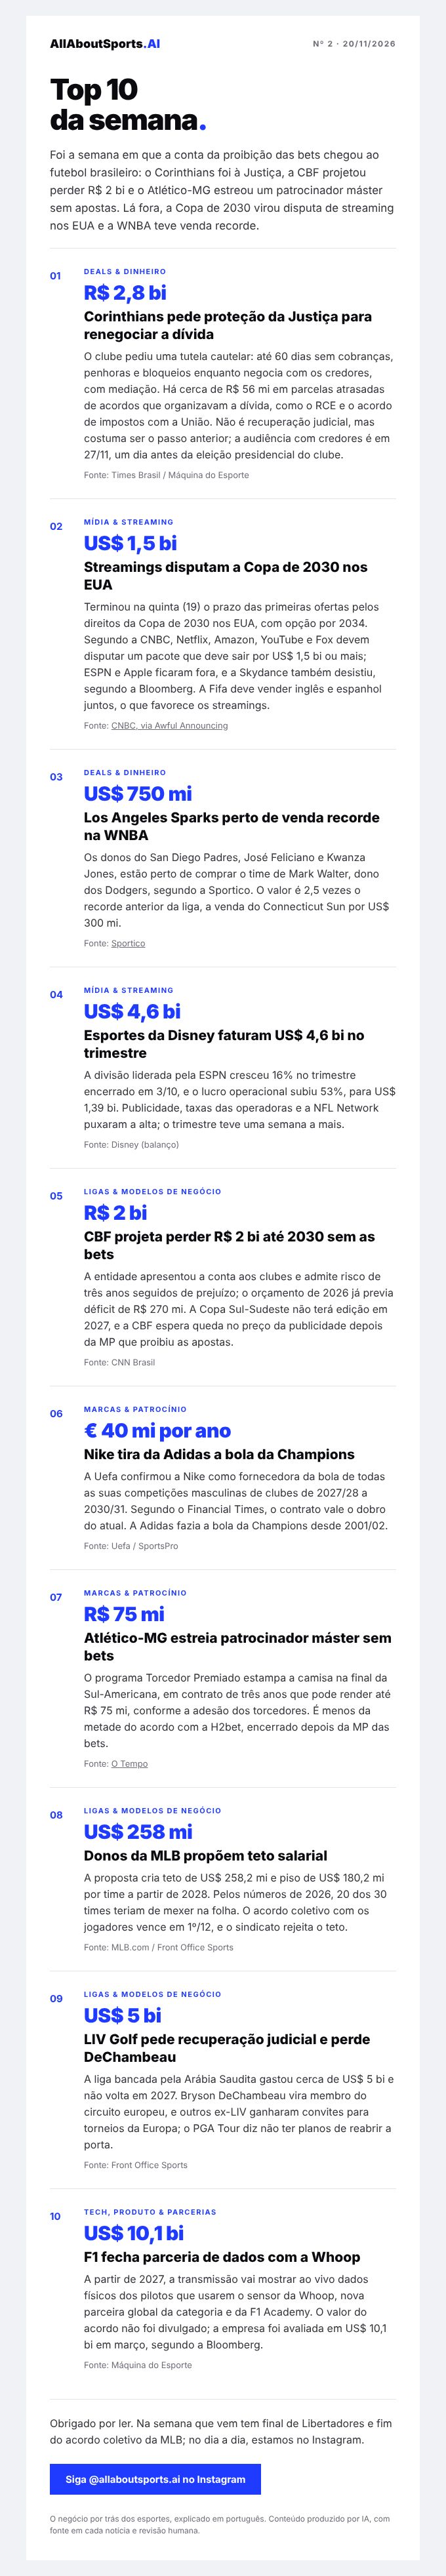 AllAboutSports.AI
Nº 2 · 20/11/2026
Top 10
da semana.
Foi a semana em que a conta da proibição das bets chegou ao
futebol brasileiro: o Corinthians foi à Justiça, a CBF projetou
perder R$ 2 bi e o Atlético-MG estreou um patrocinador máster
sem apostas. Lá fora, a Copa de 2030 virou disputa de streaming
nos EUA e a WNBA teve venda recorde.
01
DEALS & DINHEIRO
R$ 2,8 bi
Corinthians pede proteção da Justiça para
renegociar a dívida
O clube pediu uma tutela cautelar: até 60 dias sem cobranças,
penhoras e bloqueios enquanto negocia com os credores,
com mediação. Há cerca de R$ 56 mi em parcelas atrasadas
de acordos que organizavam a dívida, como o RCE e o acordo
de impostos com a União. Não é recuperação judicial, mas
costuma ser o passo anterior; a audiência com credores é em
27/11, um dia antes da eleição presidencial do clube.
Fonte: Times Brasil / Máquina do Esporte
02
MÍDIA & STREAMING
US$ 1,5 bi
Streamings disputam a Copa de 2030 nos
EUA
Terminou na quinta (19) o prazo das primeiras ofertas pelos
direitos da Copa de 2030 nos EUA, com opção por 2034.
Segundo a CNBC, Netflix, Amazon, YouTube e Fox devem
disputar um pacote que deve sair por US$ 1,5 bi ou mais;
ESPN e Apple ficaram fora, e a Skydance também desistiu,
segundo a Bloomberg. A Fifa deve vender inglês e espanhol
juntos, o que favorece os streamings.
Fonte: CNBC, via Awful Announcing
03
DEALS & DINHEIRO
US$ 750 mi
Los Angeles Sparks perto de venda recorde
na WNBA
Os donos do San Diego Padres, José Feliciano e Kwanza
Jones, estão perto de comprar o time de Mark Walter, dono
dos Dodgers, segundo a Sportico. O valor é 2,5 vezes o
recorde anterior da liga, a venda do Connecticut Sun por US$
300 mi.
Fonte: Sportico
04
MÍDIA & STREAMING
US$ 4,6 bi
Esportes da Disney faturam US$ 4,6 bi no
trimestre
A divisão liderada pela ESPN cresceu 16% no trimestre
encerrado em 3/10, e o lucro operacional subiu 53%, para US$
1,39 bi. Publicidade, taxas das operadoras e a NFL Network
puxaram a alta; o trimestre teve uma semana a mais.
Fonte: Disney (balanço)
05
LIGAS & MODELOS DE NEGÓCIO
R$ 2 bi
CBF projeta perder R$ 2 bi até 2030 sem as
bets
A entidade apresentou a conta aos clubes e admite risco de
três anos seguidos de prejuízo; o orçamento de 2026 já previa
déficit de R$ 270 mi. A Copa Sul-Sudeste não terá edição em
2027, e a CBF espera queda no preço da publicidade depois
da MP que proibiu as apostas.
Fonte: CNN Brasil
06
MARCAS & PATROCÍNIO
€ 40 mi por ano
Nike tira da Adidas a bola da Champions
A Uefa confirmou a Nike como fornecedora da bola de todas
as suas competições masculinas de clubes de 2027/28 a
2030/31. Segundo o Financial Times, o contrato vale o dobro
do atual. A Adidas fazia a bola da Champions desde 2001/02.
Fonte: Uefa / SportsPro
07
MARCAS & PATROCÍNIO
R$ 75 mi
Atlético-MG estreia patrocinador máster sem
bets
O programa Torcedor Premiado estampa a camisa na final da
Sul-Americana, em contrato de três anos que pode render até
R$ 75 mi, conforme a adesão dos torcedores. É menos da
metade do acordo com a H2bet, encerrado depois da MP das
bets.
Fonte: O Tempo
08
LIGAS & MODELOS DE NEGÓCIO
US$ 258 mi
Donos da MLB propõem teto salarial
A proposta cria teto de US$ 258,2 mi e piso de US$ 180,2 mi
por time a partir de 2028. Pelos números de 2026, 20 dos 30
times teriam de mexer na folha. O acordo coletivo com os
jogadores vence em 1º/12, e o sindicato rejeita o teto.
Fonte: MLB.com / Front Office Sports
09
LIGAS & MODELOS DE NEGÓCIO
US$ 5 bi
LIV Golf pede recuperação judicial e perde
DeChambeau
A liga bancada pela Arábia Saudita gastou cerca de US$ 5 bi e
não volta em 2027. Bryson DeChambeau vira membro do
circuito europeu, e outros ex-LIV ganharam convites para
torneios da Europa; o PGA Tour diz não ter planos de reabrir a
porta.
Fonte: Front Office Sports
10
TECH, PRODUTO & PARCERIAS
US$ 10,1 bi
F1 fecha parceria de dados com a Whoop
A partir de 2027, a transmissão vai mostrar ao vivo dados
físicos dos pilotos que usarem o sensor da Whoop, nova
parceira global da categoria e da F1 Academy. O valor do
acordo não foi divulgado; a empresa foi avaliada em US$ 10,1
bi em março, segundo a Bloomberg.
Fonte: Máquina do Esporte
Obrigado por ler. Na semana que vem tem final de Libertadores e fim
do acordo coletivo da MLB; no dia a dia, estamos no Instagram.
Siga @allaboutsports.ai no Instagram
O negócio por trás dos esportes, explicado em português. Conteúdo produzido por IA, com
fonte em cada notícia e revisão humana.